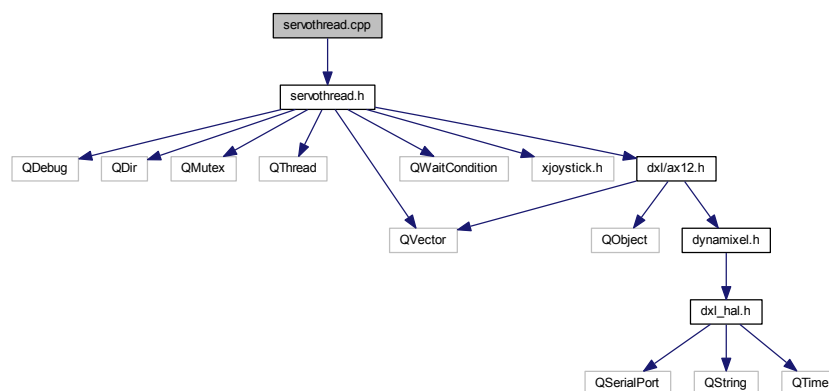 servothread.cpp
servothread.h
QDebug
QDir
QMutex
QThread
QWaitCondition
xjoystick.h
dxl/ax12.h
QVector
QObject
dynamixel.h
dxl_hal.h
QSerialPort
QString
QTime